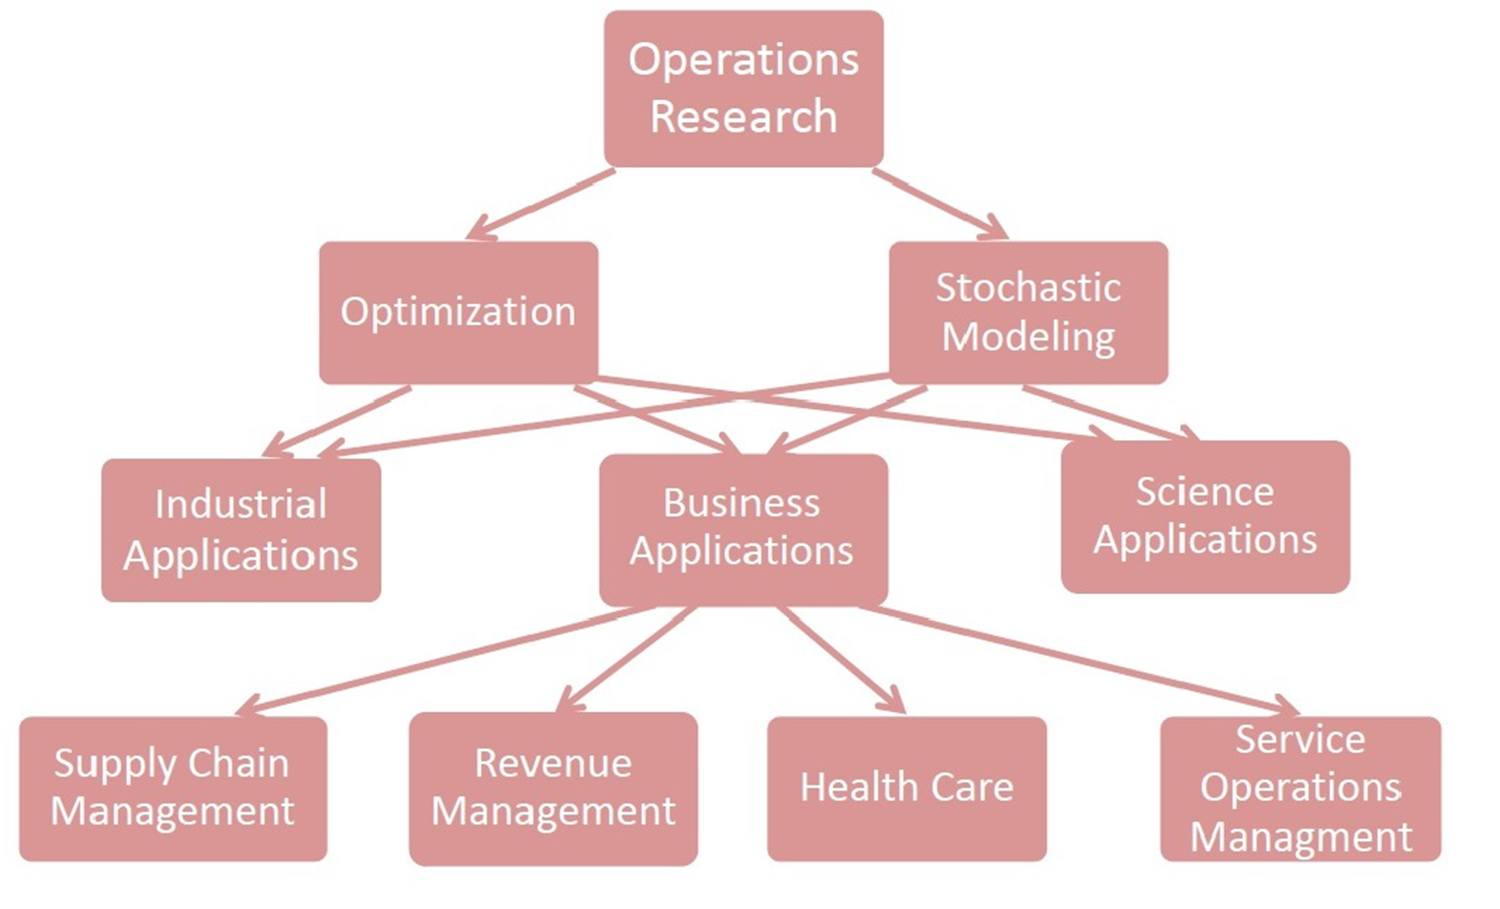 Operations
Research
Optimization
Stochastic
Modeling
Industrial
Applications
Business
Applications
Science
Applications
Supply Chain
Management
Revenue
Management
Health Care
Service
Operations
Managment